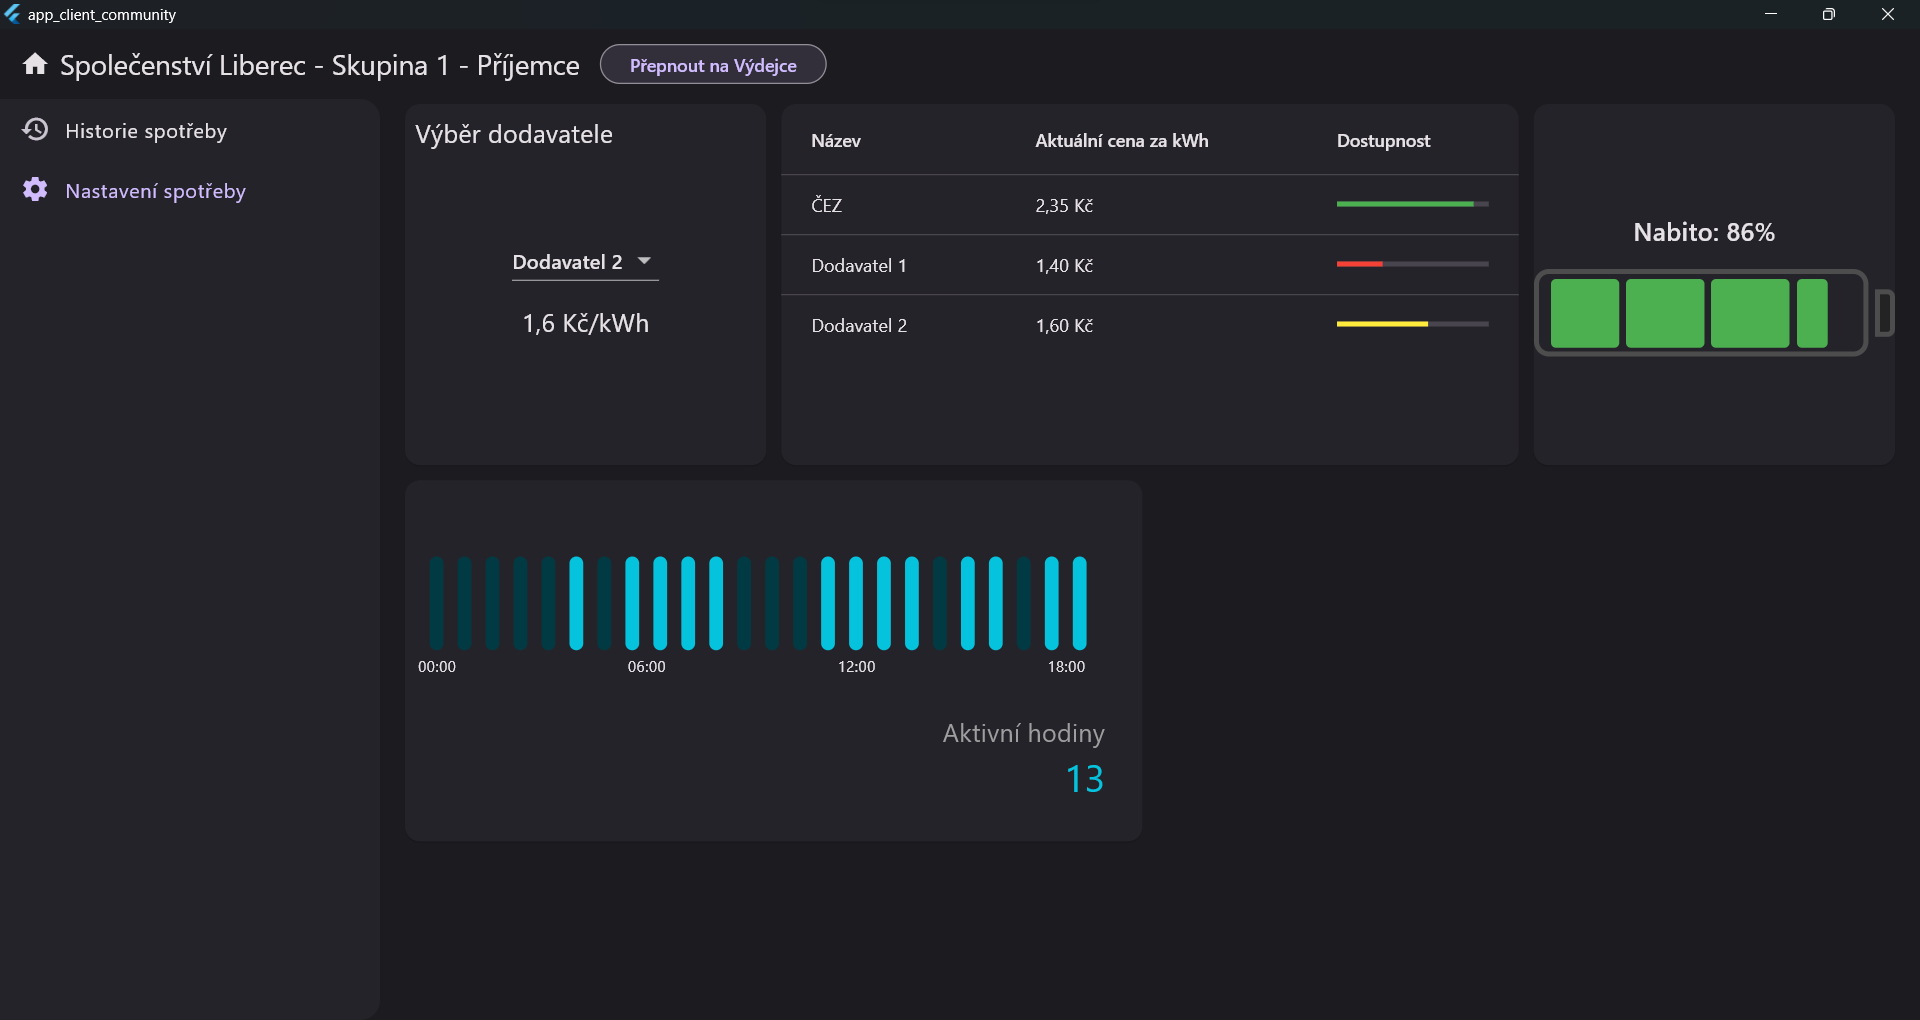 app_client_community
Společenství Liberec - Skupina 1 - Příjemce
Přepnout na Výdejce
Historie spotřeby
Nastavení spotřeby
Výběr dodavatele
Dodavatel 2
1,6 Kč/kWh
Název Aktuální cena za kWh Dostupnost
ČEZ 2,35 Kč
Dodavatel 1 1,40 Kč
Dodavatel 2 1,60 Kč
Nabito: 86%
00:00 06:00 12:00 18:00
Aktivní hodiny
13